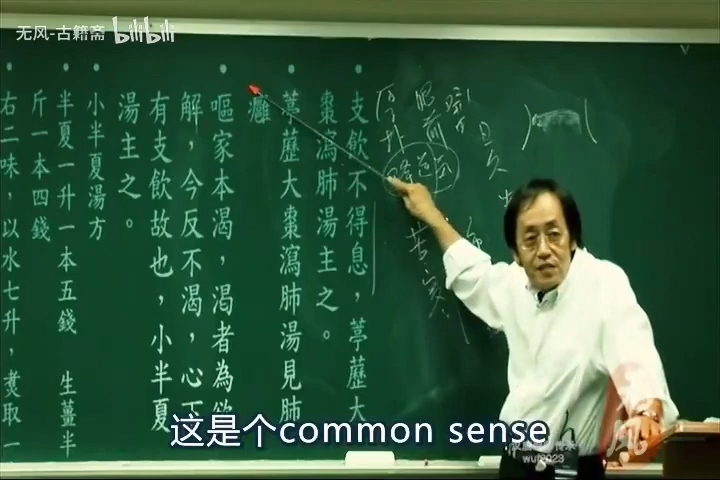 无风-古籍斋 bilibili
支飲不得息，葶藶大
棗瀉肺湯主之。
葶藶大棗瀉肺湯見肺
癰
嘔家本渴，渴者為欲
解，今反不渴，心下
有支飲故也，小半夏
湯主之。
小半夏湯方
半夏一升一本五錢　生薑半
斤一本四錢
右二味，以水七升，煑取一
苦寒
这是个common sense
wuf2023